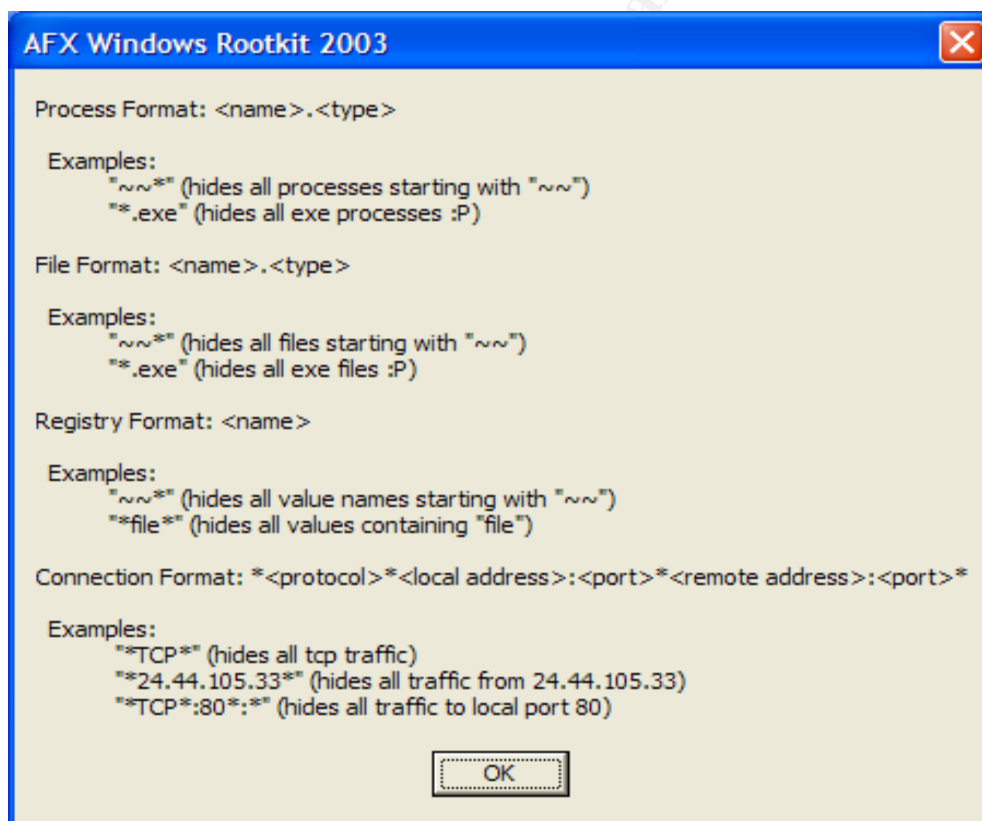 AFX Windows Rootkit 2003
Process Format: <name>.<type>
Examples:
"~~*" (hides all processes starting with "~~")
"*.exe" (hides all exe processes :P)
File Format: <name>.<type>
Examples:
"~~*" (hides all files starting with "~~")
"*.exe" (hides all exe files :P)
Registry Format: <name>
Examples:
"~~*" (hides all value names starting with "~~")
"*file*" (hides all values containing "file")
Connection Format: *<protocol>*<local address>:<port>*<remote address>:<port>*
Examples:
"*TCP*" (hides all tcp traffic)
"*24.44.105.33*" (hides all traffic from 24.44.105.33)
"*TCP*:80*:*" (hides all traffic to local port 80)
OK